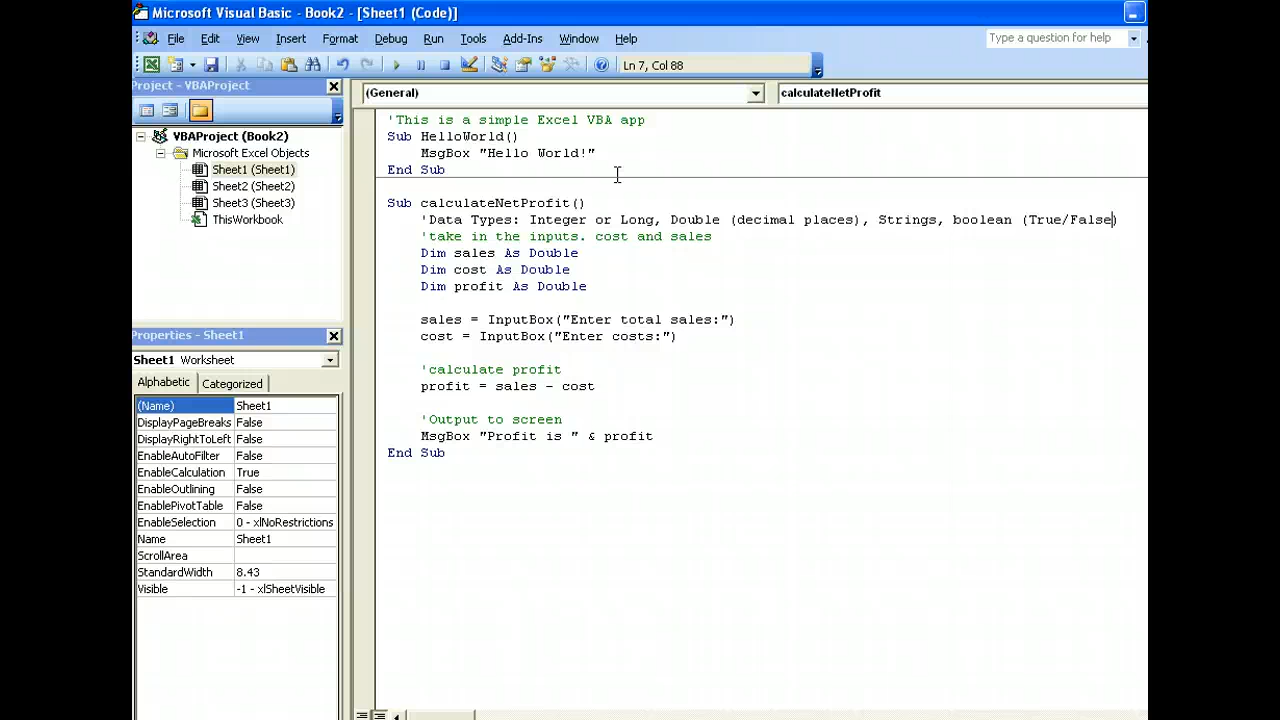 Microsoft Visual Basic - Book2 - [Sheet1 (Code)]
File Edit View Insert Format Debug Run Tools Add-Ins Window Help
Type a question for help
Ln 7, Col 88
Project - VBAProject
(General)
calculateNetProfit
VBAProject (Book2)
Microsoft Excel Objects
Sheet1 (Sheet1)
Sheet2 (Sheet2)
Sheet3 (Sheet3)
ThisWorkbook
Properties - Sheet1
Sheet1 Worksheet
Alphabetic Categorized
(Name) Sheet1
DisplayPageBreaks False
DisplayRightToLeft False
EnableAutoFilter False
EnableCalculation True
EnableOutlining False
EnablePivotTable False
EnableSelection 0 - xlNoRestrictions
Name Sheet1
ScrollArea
StandardWidth 8.43
Visible -1 - xlSheetVisible
'This is a simple Excel VBA app
Sub HelloWorld()
MsgBox "Hello World!"
End Sub
Sub calculateNetProfit()
'Data Types: Integer or Long, Double (decimal places), Strings, boolean (True/False)
'take in the inputs. cost and sales
Dim sales As Double
Dim cost As Double
Dim profit As Double
sales = InputBox("Enter total sales:")
cost = InputBox("Enter costs:")
'calculate profit
profit = sales - cost
'Output to screen
MsgBox "Profit is " & profit
End Sub